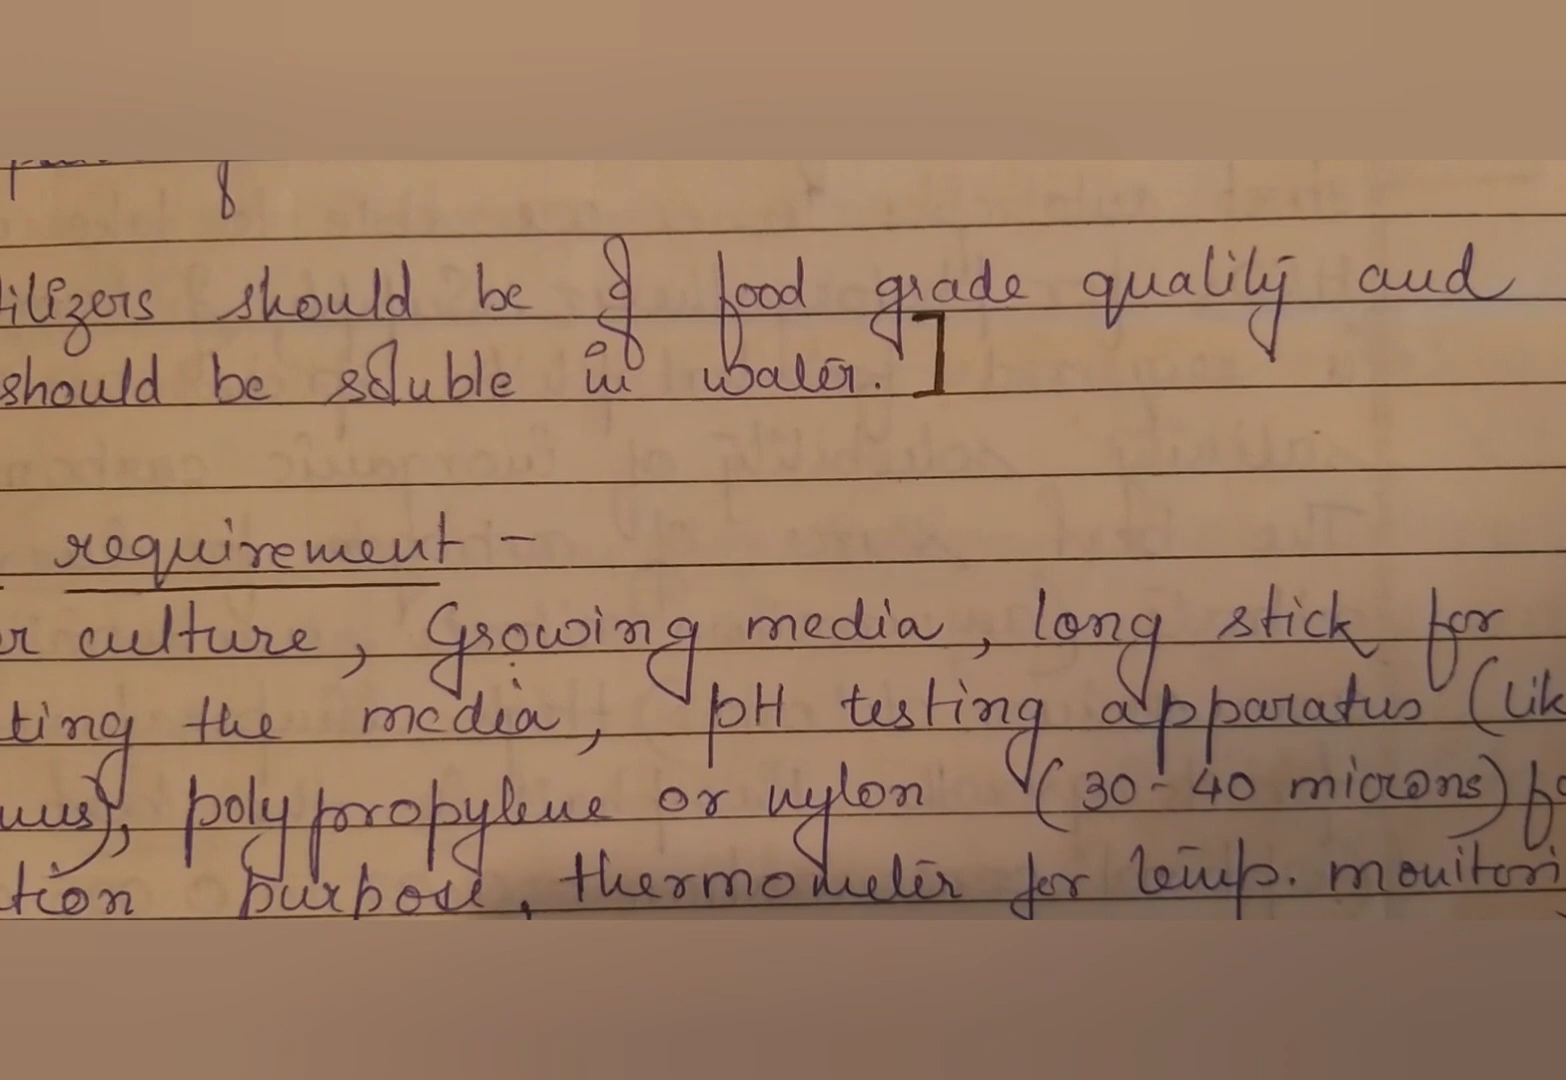 ilizers should be of food grade quality and
should be soluble in water. ]
requirement -
r culture, Growing media, long stick for
ting the media, pH testing apparatus (lik
mus), polypropylene or nylon (30-40 microns) fo
tion purpose, thermometer for temp. monitori